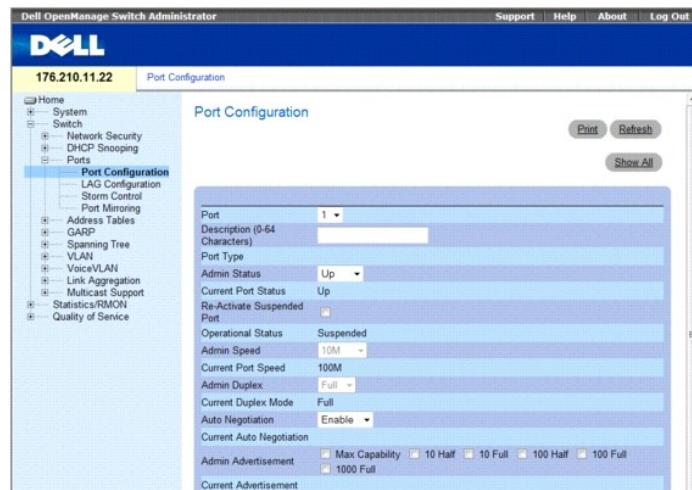 Dell OpenManage Switch Administrator
Support Help About Log Out
DELL
176.210.11.22
Port Configuration
Home
System
Switch
Network Security
DHCP Snooping
Ports
Port Configuration
LAG Configuration
Storm Control
Port Mirroring
Address Tables
GARP
Spanning Tree
VLAN
VoiceVLAN
Link Aggregation
Multicast Support
Statistics/RMON
Quality of Service
Port Configuration
Print Refresh
Show All
Port 1
Description (0-64
Characters)
Port Type
Admin Status Up
Current Port Status Up
Re-Activate Suspended
Port
Operational Status Suspended
Admin Speed 10M
Current Port Speed 100M
Admin Duplex Full
Current Duplex Mode Full
Auto Negotiation Enable
Current Auto Negotiation
Admin Advertisement Max Capability 10 Half 10 Full 100 Half 100 Full
1000 Full
Current Advertisement